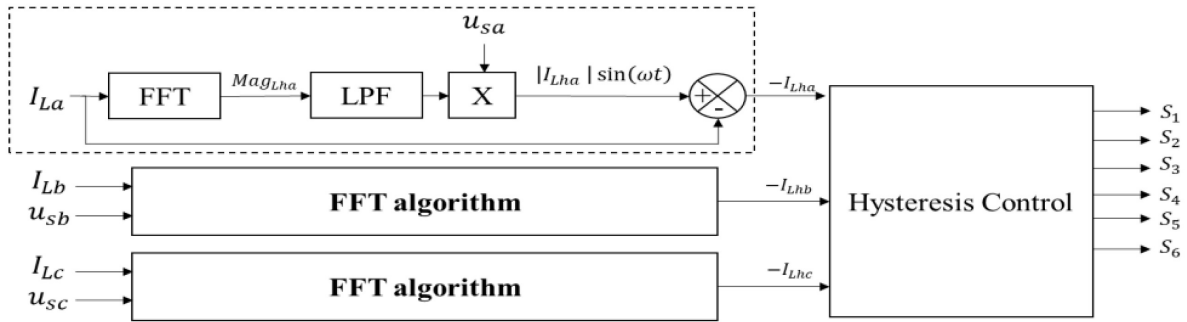 u_sa
I_La
FFT
Mag_Lha
LPF
X
|I_Lha| sin(ωt)
+
-
−I_Lha
I_Lb
u_sb
FFT algorithm
−I_Lhb
I_Lc
u_sc
FFT algorithm
−I_Lhc
Hysteresis Control
S_1
S_2
S_3
S_4
S_5
S_6